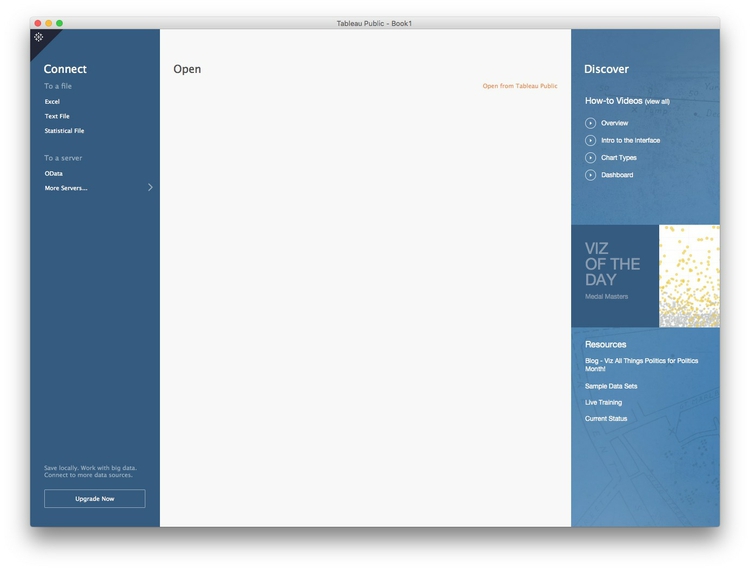 Tableau Public - Book1
Connect
To a file
Excel
Text File
Statistical File
To a server
OData
More Servers...
Save locally. Work with big data.
Connect to more data sources.
Upgrade Now
Open
Open from Tableau Public
Discover
How-to Videos (view all)
Overview
Intro to the Interface
Chart Types
Dashboard
VIZ
OF THE
DAY
Medal Masters
Resources
Blog - Viz All Things Politics for Politics
Month!
Sample Data Sets
Live Training
Current Status